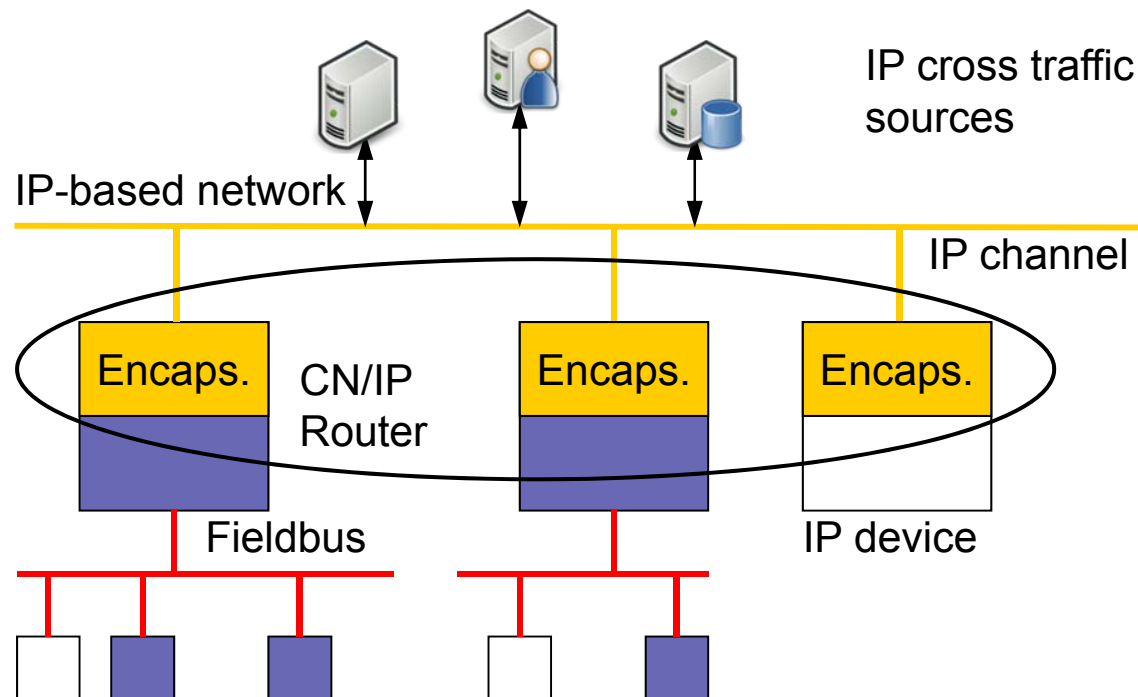 IP cross traffic
sources
IP-based network
IP channel
Encaps.
CN/IP
Router
Encaps.
Encaps.
Fieldbus
IP device